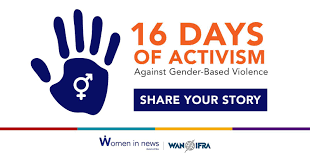 16 DAYS
OF ACTIVISM
Against Gender-Based Violence
SHARE YOUR STORY
Women in news
WAN IFRA